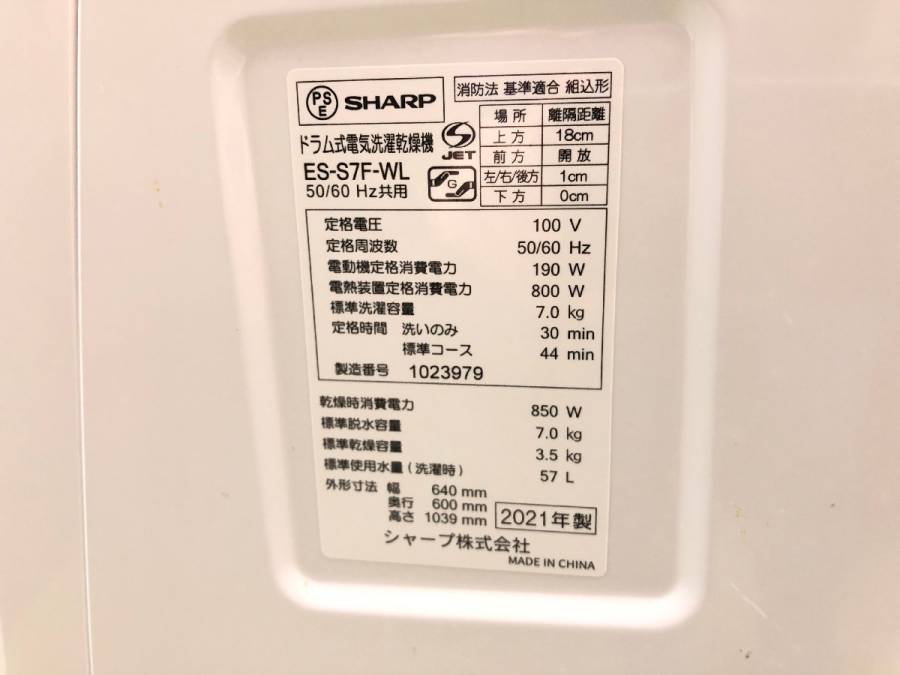 PSE SHARP
消防法 基準適合 組込形
場所 離隔距離
上方 18cm
前方 開放
左/右/後方 1cm
下方 0cm
ドラム式電気洗濯乾燥機
S JET
ES-S7F-WL
G
50/60 Hz共用
定格電圧 100 V
定格周波数 50/60 Hz
電動機定格消費電力 190 W
電熱装置定格消費電力 800 W
標準洗濯容量 7.0 kg
定格時間 洗いのみ 30 min
標準コース 44 min
製造番号 1023979
乾燥時消費電力 850 W
標準脱水容量 7.0 kg
標準乾燥容量 3.5 kg
標準使用水量(洗濯時) 57 L
外形寸法 幅 640 mm
奥行 600 mm
高さ 1039 mm
2021年製
シャープ株式会社
MADE IN CHINA